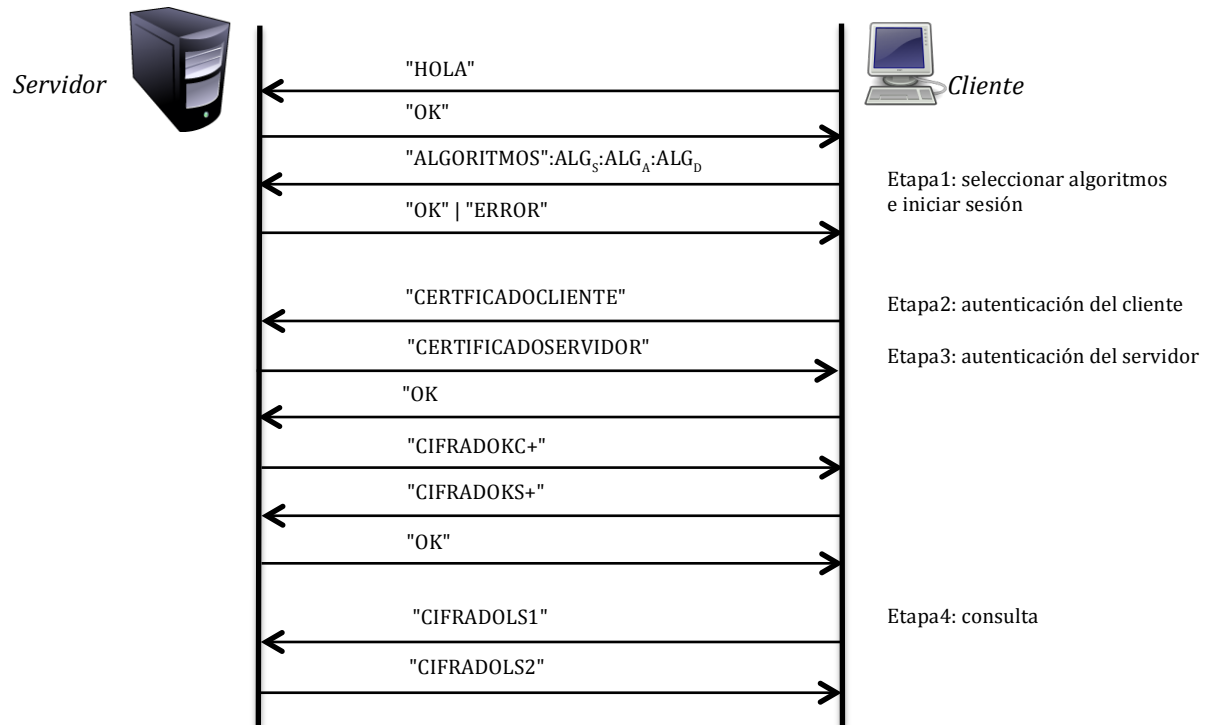 Servidor
Cliente
"HOLA"
"OK"
"ALGORITMOS":ALGS:ALGA:ALGD
"OK" | "ERROR"
Etapa1: seleccionar algoritmos
e iniciar sesión
"CERTFICADOCLIENTE"
Etapa2: autenticación del cliente
"CERTIFICADOSERVIDOR"
Etapa3: autenticación del servidor
"OK
"CIFRADOKC+"
"CIFRADOKS+"
"OK"
"CIFRADOLS1"
Etapa4: consulta
"CIFRADOLS2"